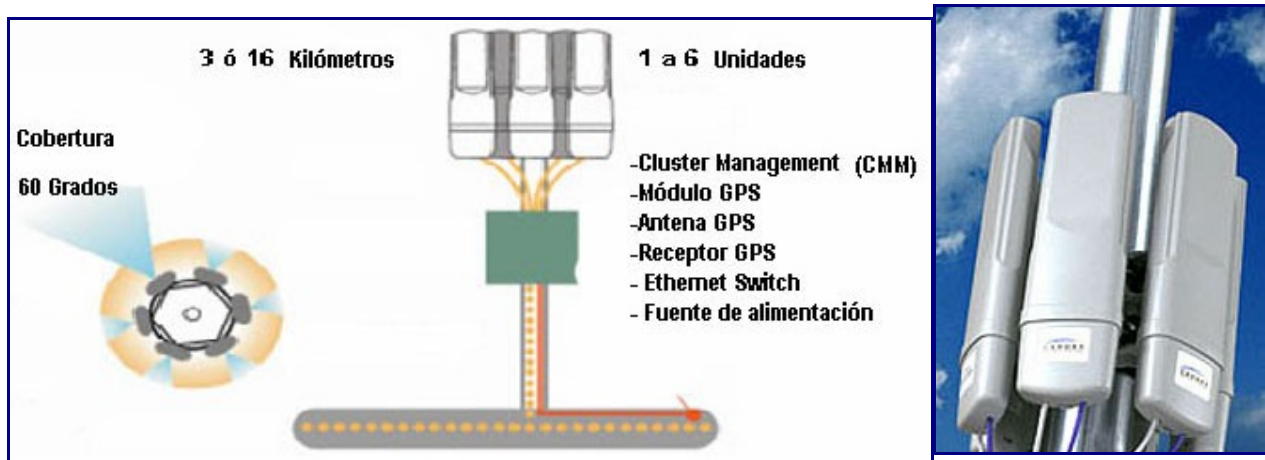 3 ó 16 Kilómetros
1 a 6 Unidades
Cobertura
60 Grados
-Cluster Management (CMM)
-Módulo GPS
-Antena GPS
-Receptor GPS
- Ethernet Switch
- Fuente de alimentación